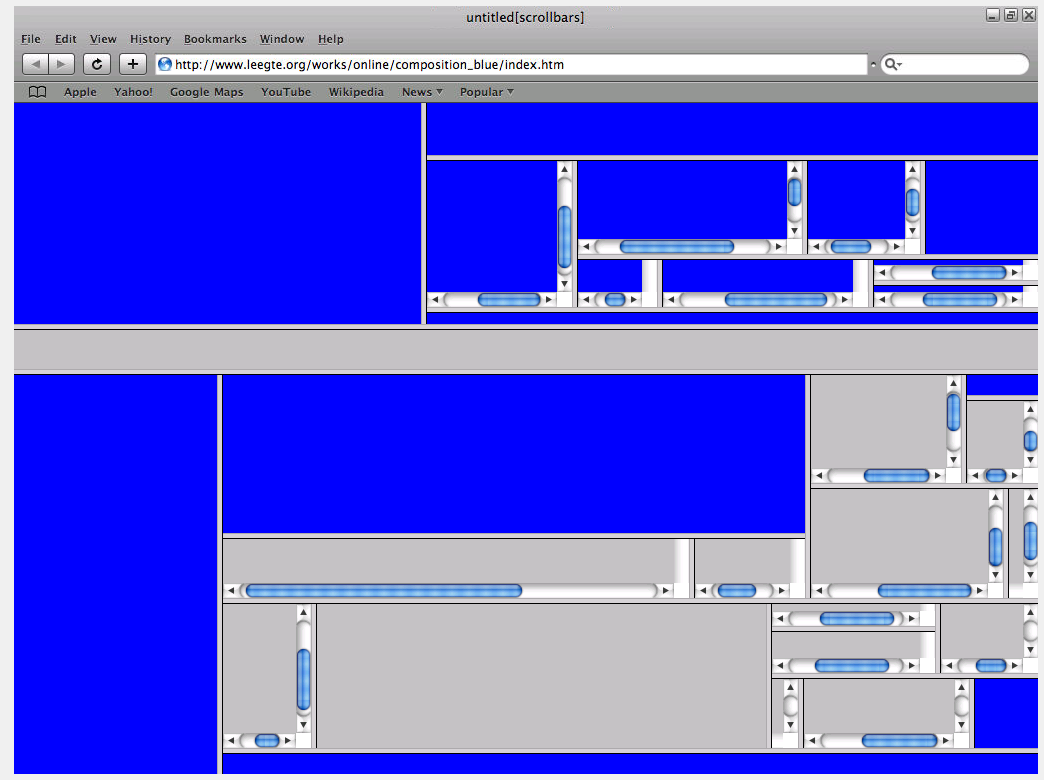 untitled[scrollbars]
File Edit View History Bookmarks Window Help
http://www.leegte.org/works/online/composition_blue/index.htm
Apple Yahoo! Google Maps YouTube Wikipedia News Popular